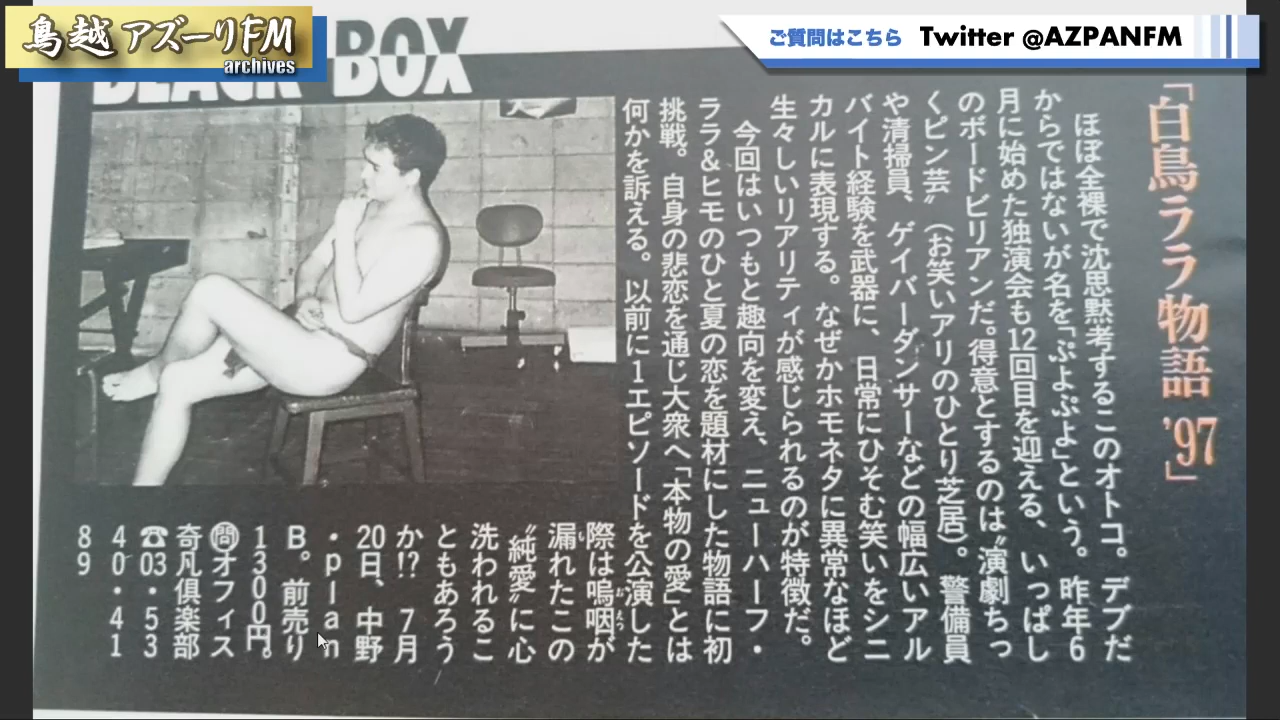 鳥越アズーリFM
archives
ご質問はこちら Twitter @AZPANFM
BLACK BOX
「白鳥ララ物語 '97」
ほぼ全裸で沈思黙考するこのオトコ。デブだ
からではないが名を「ぷよぷよ」という。昨年6
月に始めた独演会も12回目を迎える、いっぱし
のボードビリアンだ。得意とするのは〝演劇ちっ
くピン芸〟(お笑いアリのひとり芝居)。警備員
や清掃員、ゲイバーダンサーなどの幅広いアル
バイト経験を武器に、日常にひそむ笑いをシニ
カルに表現する。なぜかホモネタに異常なほど
生々しいリアリティが感じられるのが特徴だ。
今回はいつもと趣向を変え、ニューハーフ・
ララ&ヒモのひと夏の恋を題材にした物語に初
挑戦。自身の悲恋を通じ大衆へ「本物の愛」とは
何かを訴える。以前に1エピソードを公演した
際は嗚咽おえつが
漏もれたこの
〝純愛〟に心
洗われるこ
ともあろう
か!? 7月
20日、中野
・plan
B。前売り
1300円。
問オフィス
奇凡倶楽部
☎03・53
40・41
89